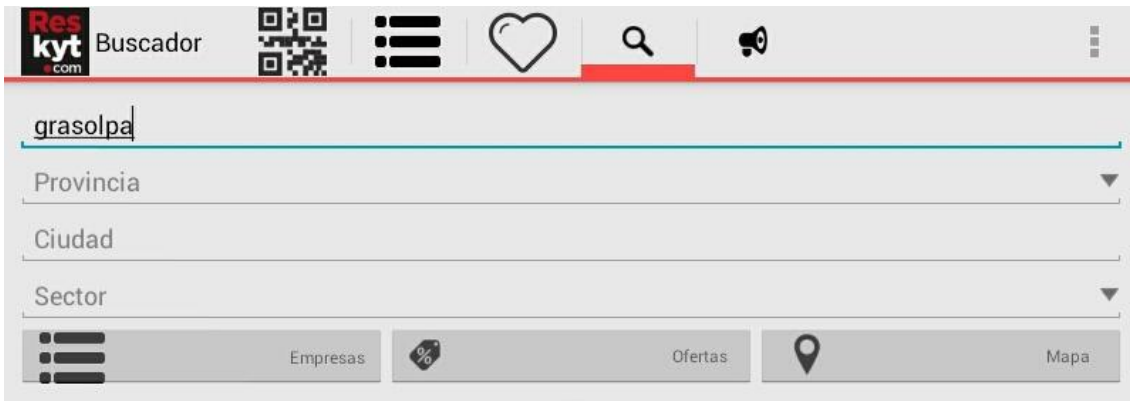 Res
kyt
.com
Buscador
grasolpa
Provincia
Ciudad
Sector
Empresas
Ofertas
Mapa